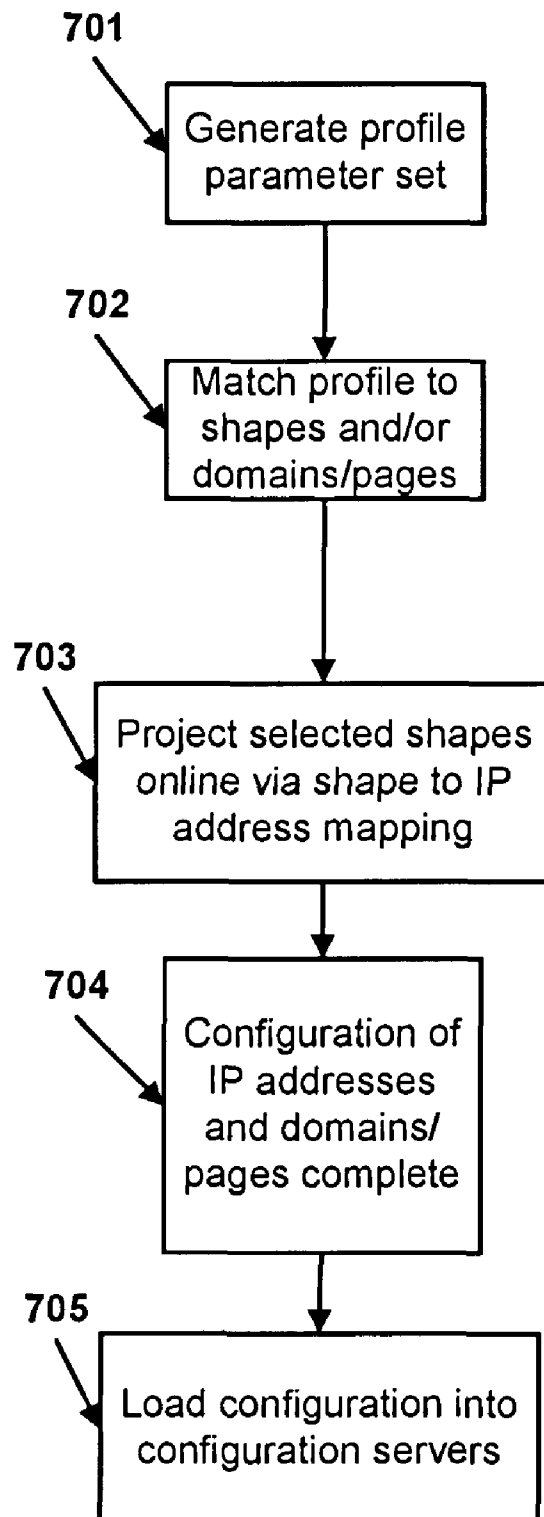 701
Generate profile
parameter set
702
Match profile to
shapes and/or
domains/pages
703
Project selected shapes
online via shape to IP
address mapping
704
Configuration of
IP addresses
and domains/
pages complete
705
Load configuration into
configuration servers